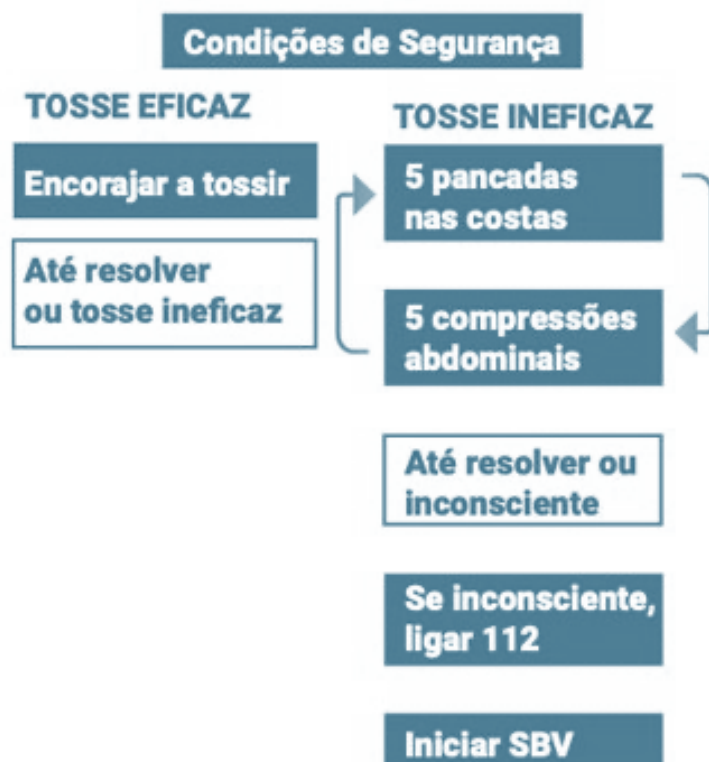 Condições de Segurança
TOSSE EFICAZ
Encorajar a tossir
Até resolver
ou tosse ineficaz
TOSSE INEFICAZ
5 pancadas
nas costas
5 compressões
abdominais
Até resolver ou
inconsciente
Se inconsciente,
ligar 112
Iniciar SBV